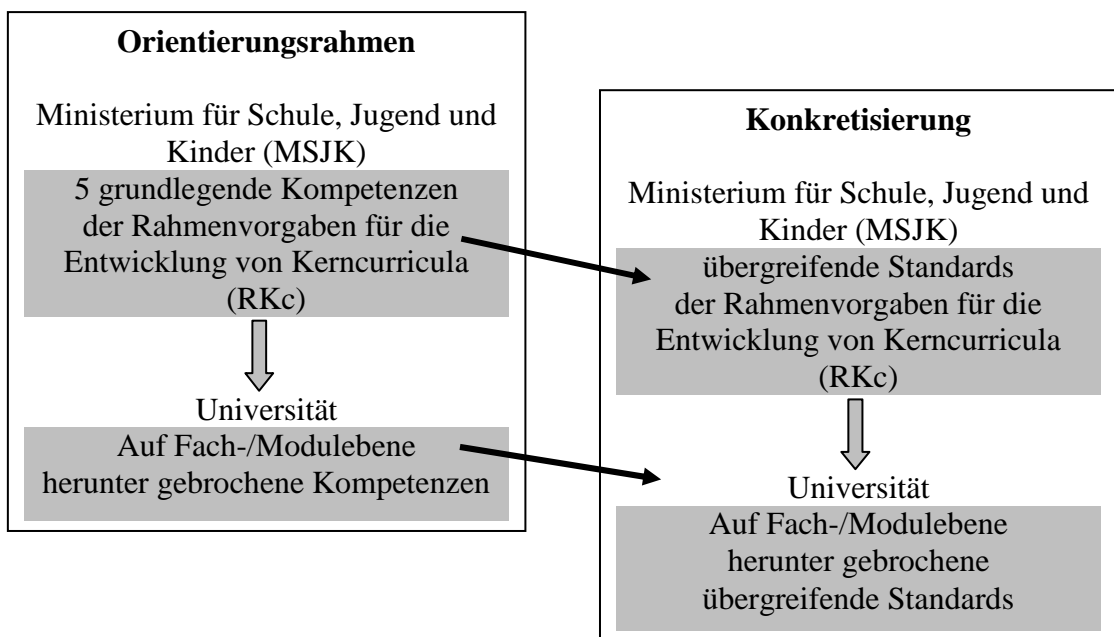 Orientierungsrahmen
Ministerium für Schule, Jugend und
Kinder (MSJK)
5 grundlegende Kompetenzen
der Rahmenvorgaben für die
Entwicklung von Kerncurricula
(RKc)
Universität
Auf Fach-/Modulebene
herunter gebrochene Kompetenzen
Konkretisierung
Ministerium für Schule, Jugend und
Kinder (MSJK)
übergreifende Standards
der Rahmenvorgaben für die
Entwicklung von Kerncurricula
(RKc)
Universität
Auf Fach-/Modulebene
herunter gebrochene
übergreifende Standards